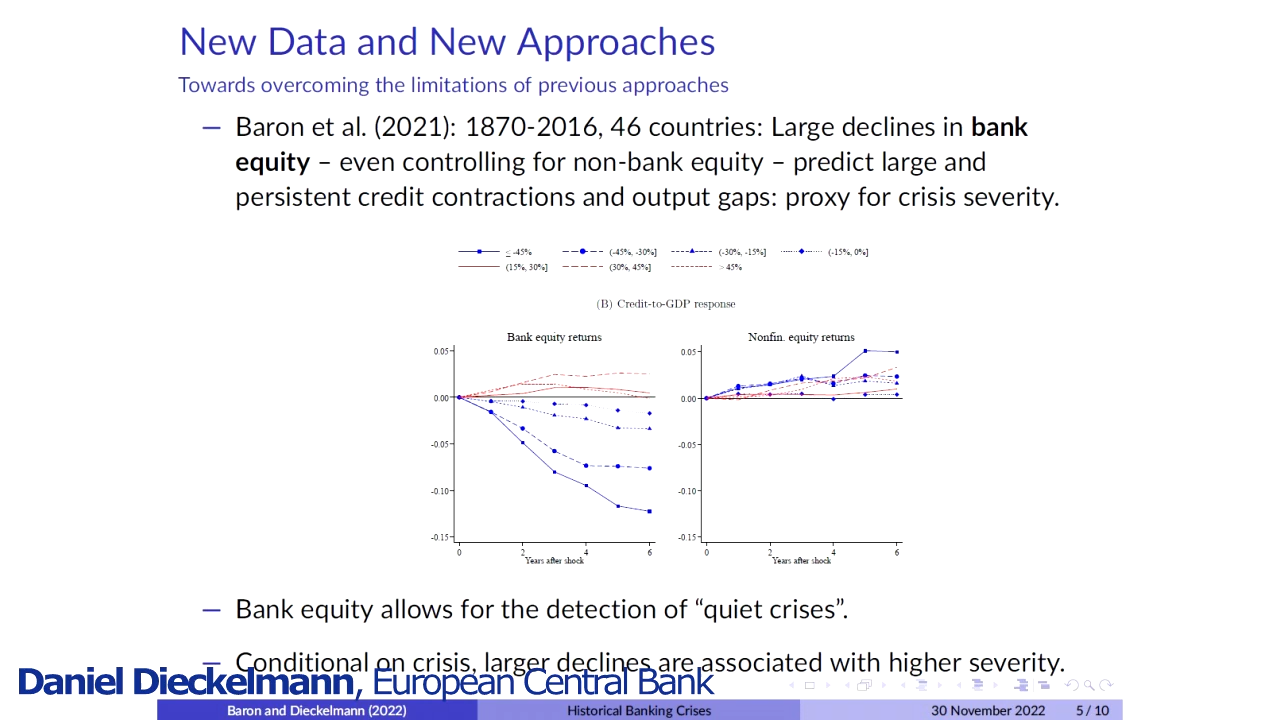 New Data and New Approaches
Towards overcoming the limitations of previous approaches
— Baron et al. (2021): 1870-2016, 46 countries: Large declines in bank
equity – even controlling for non-bank equity – predict large and
persistent credit contractions and output gaps: proxy for crisis severity.
≤ -45% (-45%, -30%] (-30%, -15%] (-15%, 0%]
(15%, 30%] (30%, 45%] > 45%
(B) Credit-to-GDP response
Bank equity returns Nonfin. equity returns
0.05 0.05
0.00 0.00
-0.05 -0.05
-0.10 -0.10
-0.15 -0.15
0 2 4 6 0 2 4 6
Years after shock Years after shock
— Bank equity allows for the detection of “quiet crises”.
— Conditional on crisis, larger declines are associated with higher severity.
Daniel Dieckelmann, European Central Bank
Baron and Dieckelmann (2022) Historical Banking Crises 30 November 2022 5 / 10